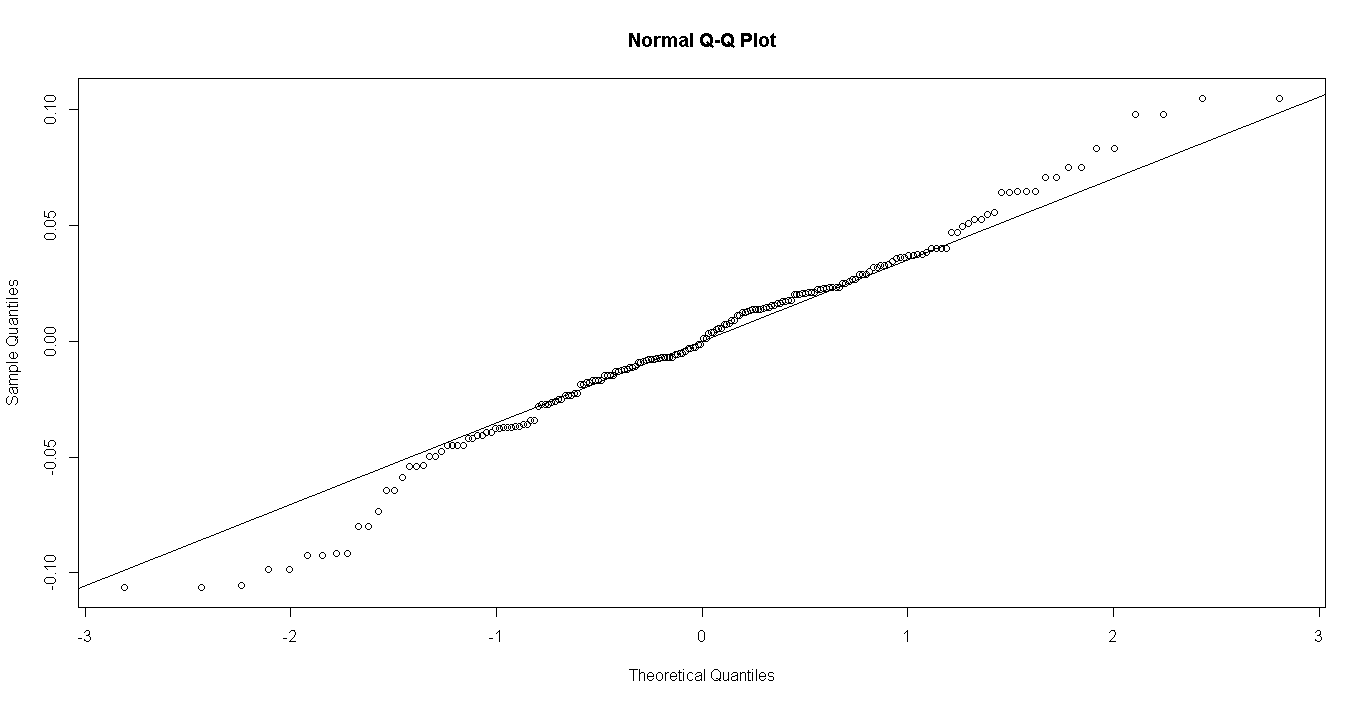 Normal Q-Q Plot
Sample Quantiles
0.10
0.05
0.00
-0.05
-0.10
-3 -2 -1 0 1 2 3
Theoretical Quantiles